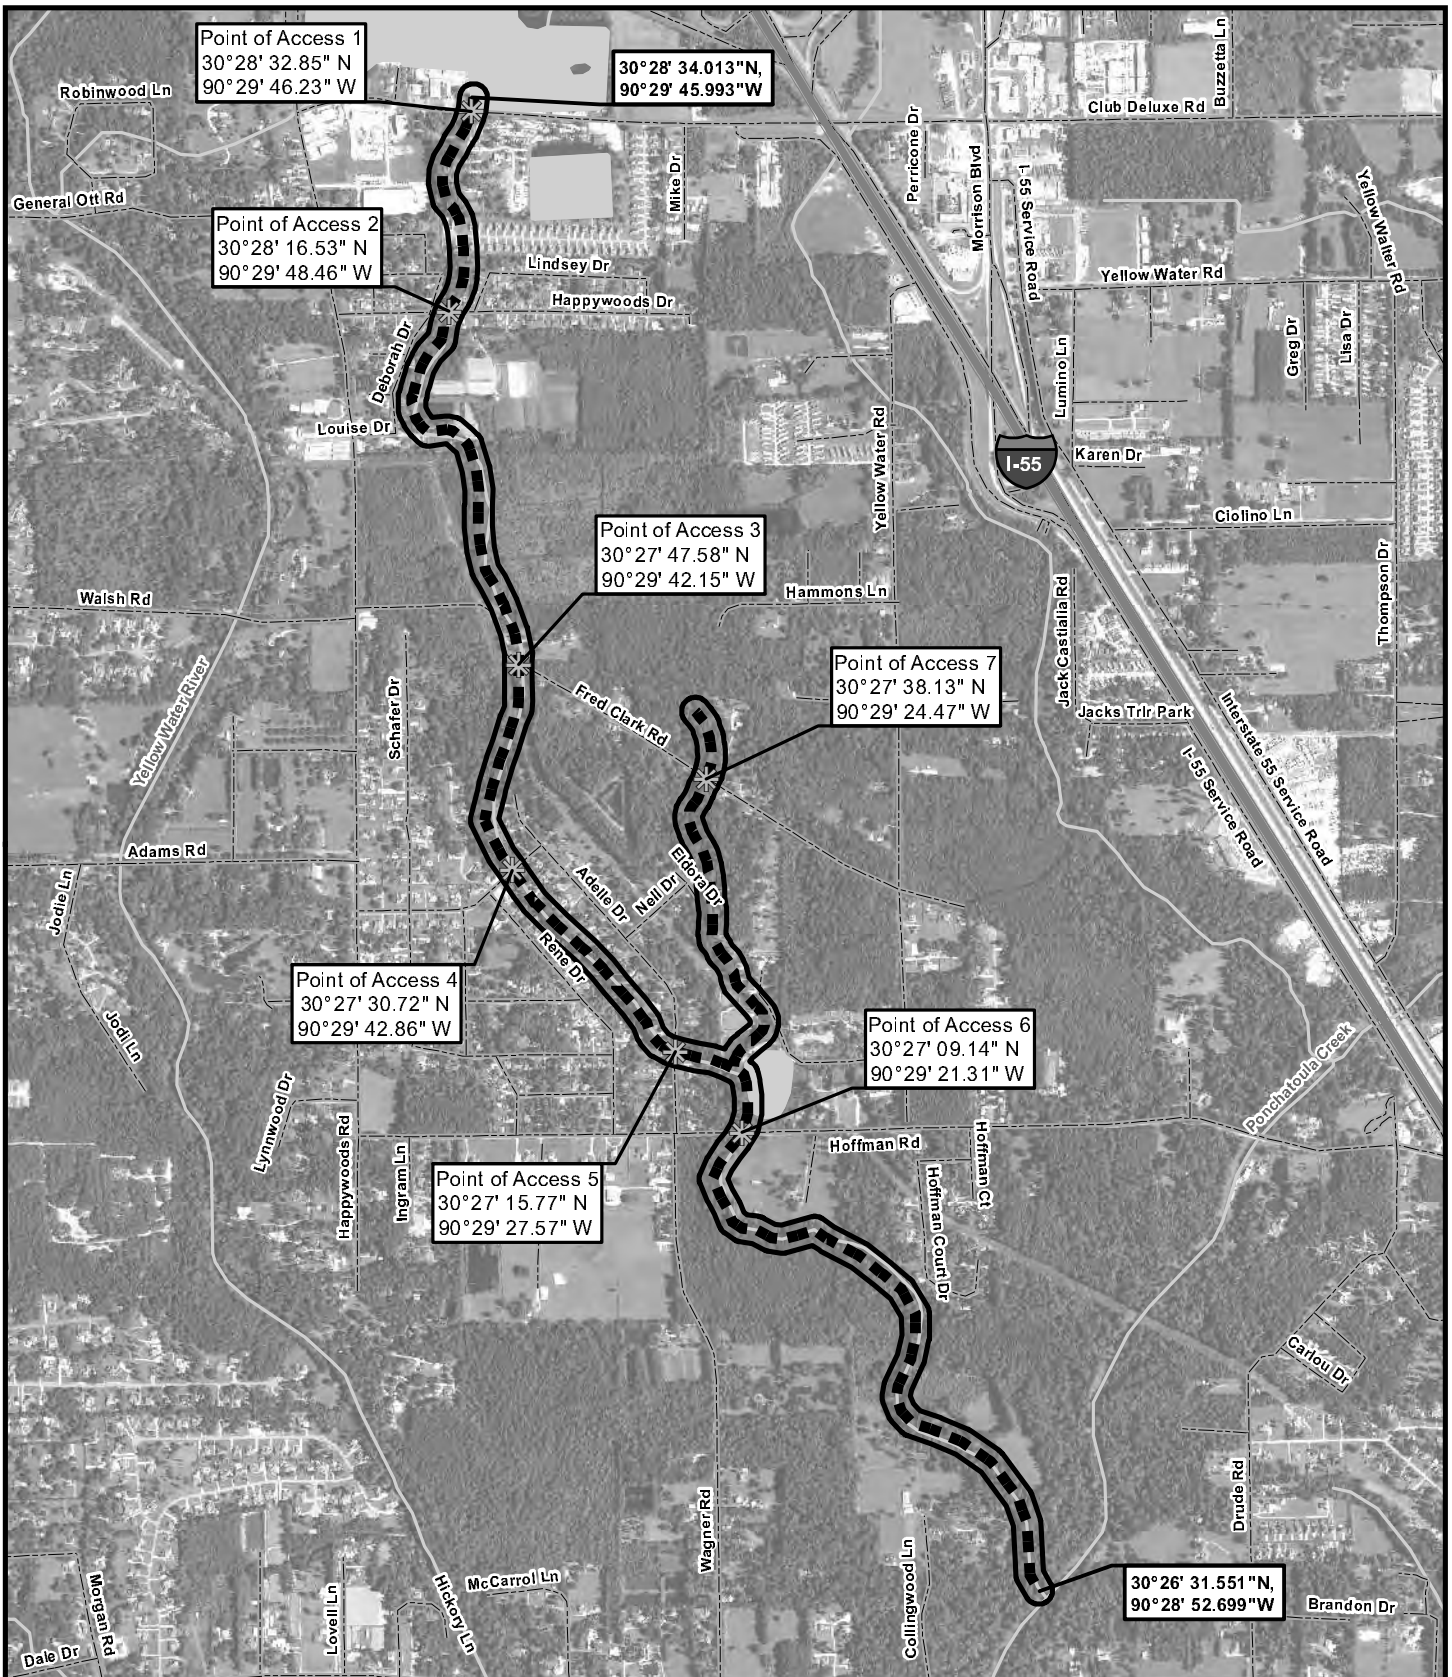 Point of Access 1
30°28' 32.85" N
90°29' 46.23" W
30°28' 34.013"N,
90°29' 45.993"W
Buzzetta Ln
Robinwood Ln
Club Deluxe Rd
Perricone Dr
Morrison Blvd
I-55 Service Road
Mike Dr
Yellow Walter Rd
General Ott Rd
Point of Access 2
30°28' 16.53" N
90°29' 48.46" W
Lindsey Dr
Happywoods Dr
Yellow Water Rd
Deborah Dr
Louise Dr
Greg Dr
Lisa Dr
Lumino Ln
Yellow Water Rd
I-55
Karen Dr
Ciolino Ln
Point of Access 3
30°27' 47.58" N
90°29' 42.15" W
Walsh Rd
Hammons Ln
Jack Castialia Rd
Thompson Dr
Yellow Water River
Schafer Dr
Fred Clark Rd
Point of Access 7
30°27' 38.13" N
90°29' 24.47" W
Jacks Trlr Park
Interstate 55 Service Road
I-55 Service Road
Adams Rd
Jodie Ln
Adelle Dr
Nell Dr
Eldora Dr
Rene Dr
Point of Access 4
30°27' 30.72" N
90°29' 42.86" W
Jodi Ln
Point of Access 6
30°27' 09.14" N
90°29' 21.31" W
Ponchatoula Creek
Lynnwood Dr
Happywoods Rd
Ingram Ln
Hoffman Rd
Hoffman Ct
Hoffman Court Dr
Point of Access 5
30°27' 15.77" N
90°29' 27.57" W
Carlou Dr
Wagner Rd
Drude Rd
Collingwood Ln
McCarrol Ln
Hickory Ln
Lovell Ln
Morgan Rd
Dale Dr
30°26' 31.551"N,
90°28' 52.699"W
Brandon Dr